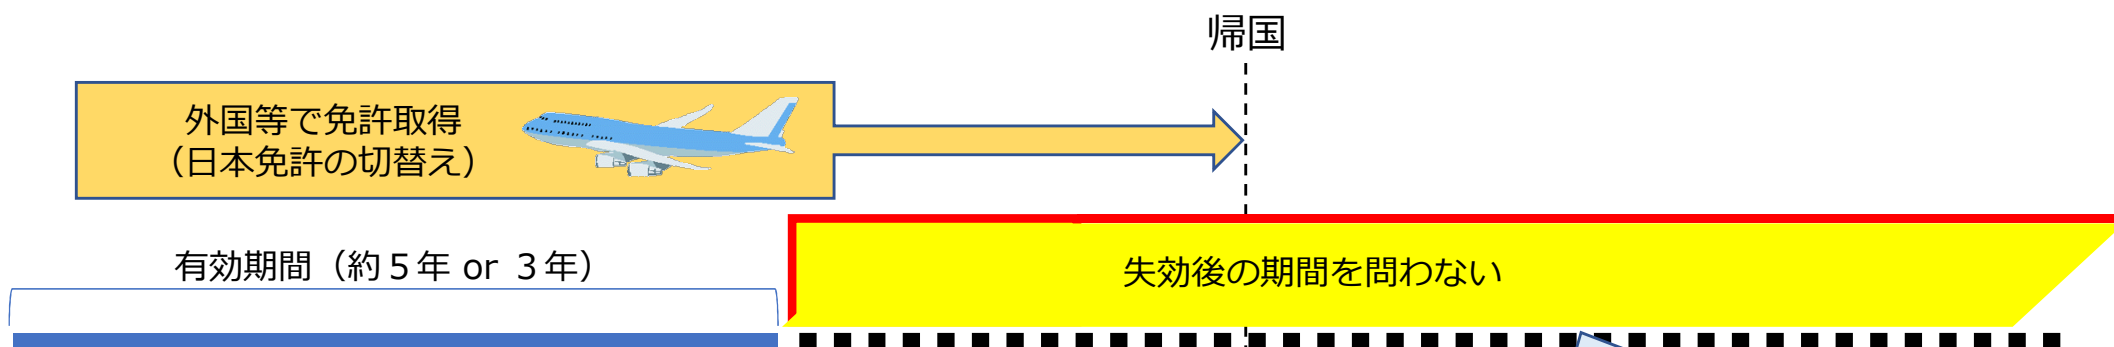 帰国
外国等で免許取得
（日本免許の切替え）
有効期間（約５年 or ３年）
失効後の期間を問わない